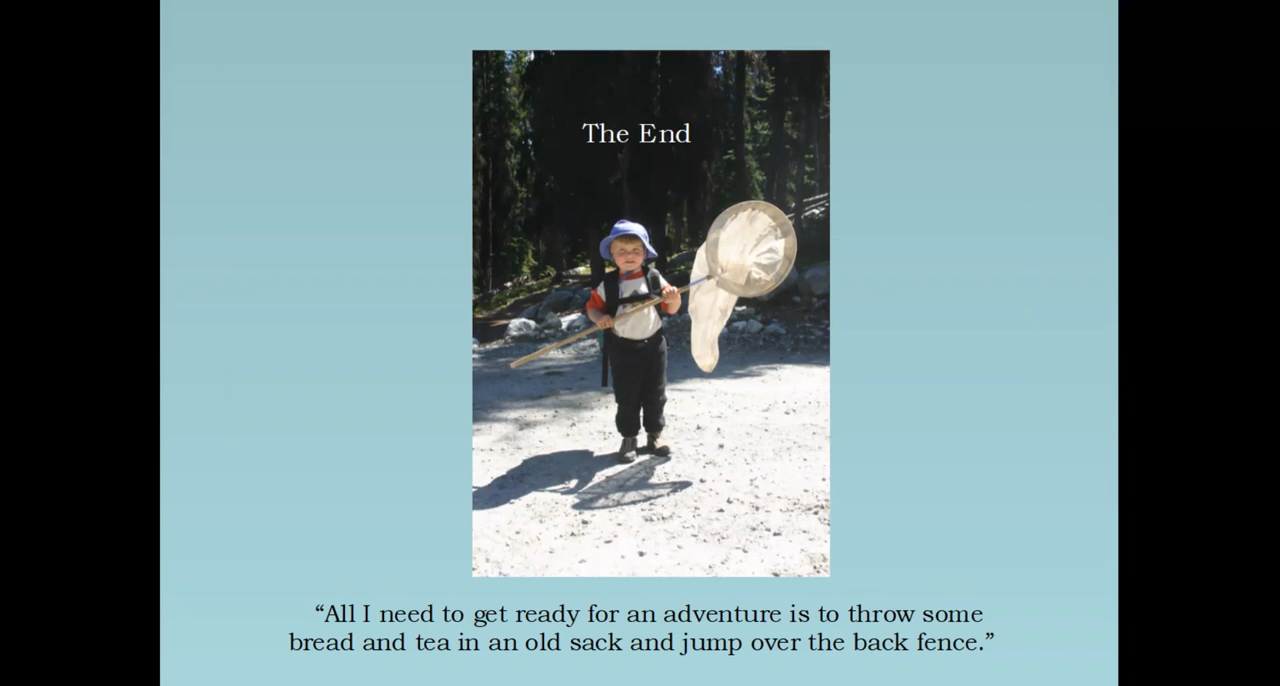 The End
“All I need to get ready for an adventure is to throw some
bread and tea in an old sack and jump over the back fence.”